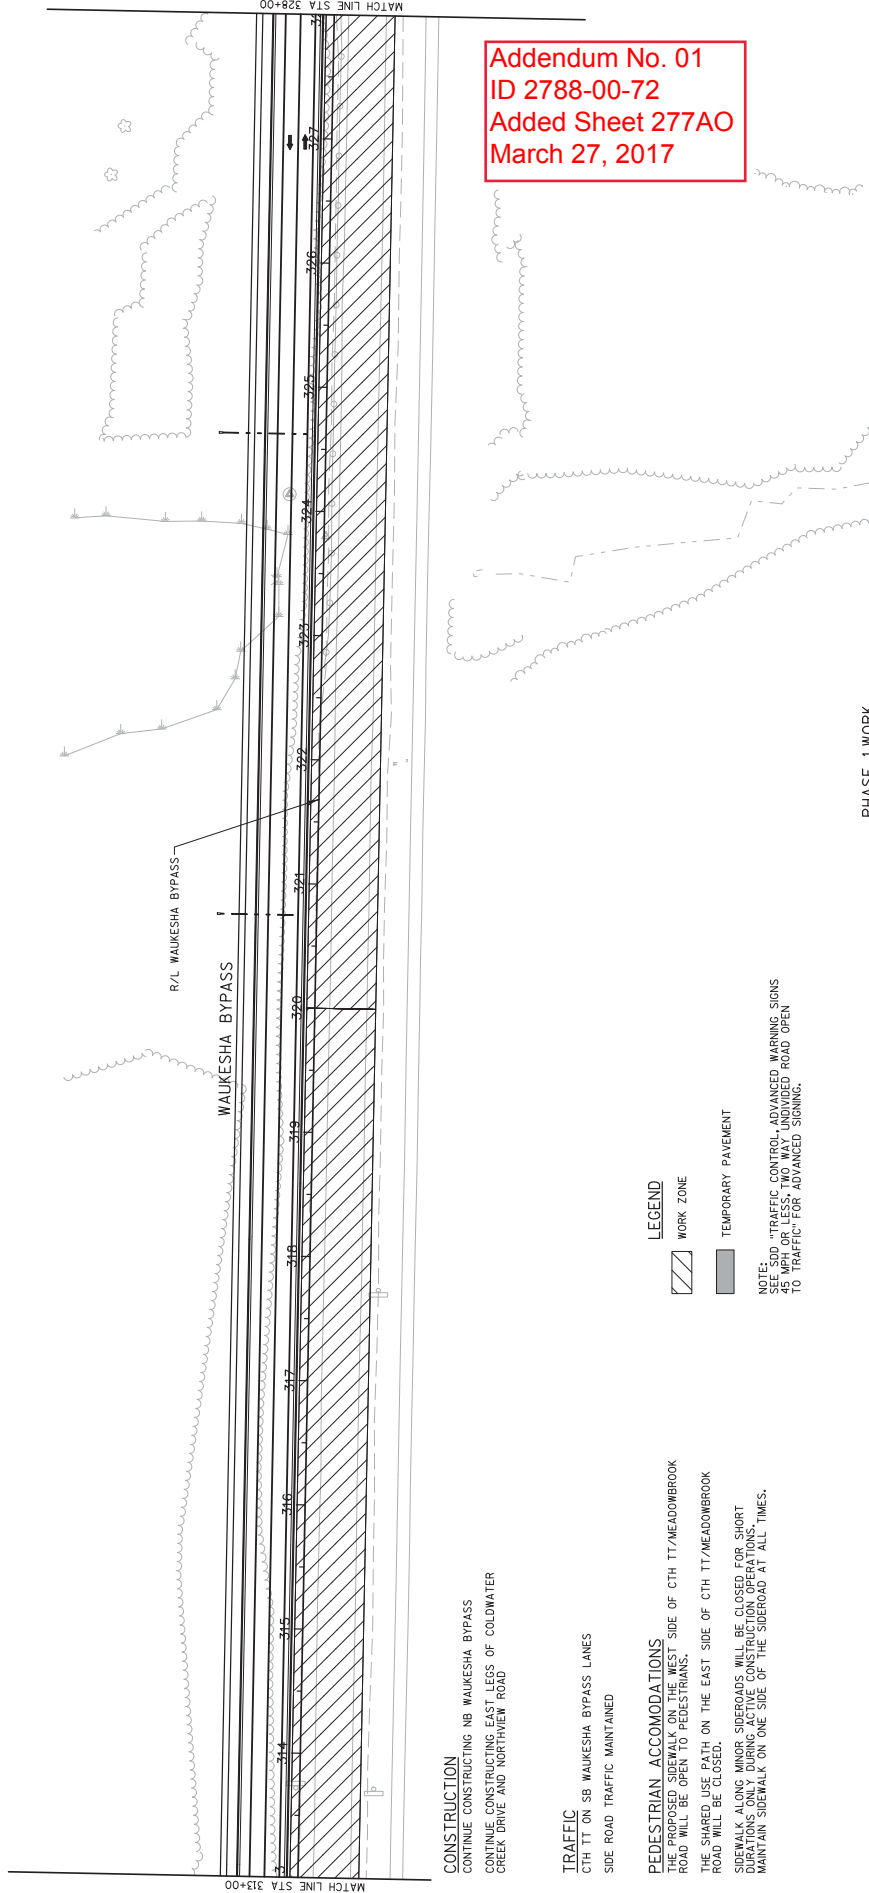 Addendum No. 01
ID 2788-00-72
Added Sheet 277AO
March 27, 2017
MATCH LINE STA 313+00
MATCH LINE STA 328+00
WAUKESHA BYPASS
R/L WAUKESHA BYPASS
3
314
315
316
317
318
319
320
321
322
323
324
325
326
327
CONSTRUCTION
CONTINUE CONSTRUCTING NB WAUKESHA BYPASS
CONTINUE CONSTRUCTING EAST LEGS OF COLDWATER
CREEK DRIVE AND NORTHVIEW ROAD
TRAFFIC
CTH TT ON SB WAUKESHA BYPASS LANES
SIDE ROAD TRAFFIC MAINTAINED
PEDESTRIAN ACCOMODATIONS
THE PROPOSED SIDEWALK ON THE WEST SIDE OF CTH TT/MEADOWBROOK
ROAD WILL BE OPEN TO PEDESTRIANS.
THE SHARED USE PATH ON THE EAST SIDE OF CTH TT/MEADOWBROOK
ROAD WILL BE CLOSED.
SIDEWALK ALONG MINOR SIDEROADS WILL BE CLOSED FOR SHORT
DURATIONS ONLY DURING ACTIVE CONSTRUCTION OPERATIONS.
MAINTAIN SIDEWALK ON ONE SIDE OF THE SIDEROAD AT ALL TIMES.
LEGEND
WORK ZONE
TEMPORARY PAVEMENT
NOTE:
SEE SDD "TRAFFIC CONTROL, ADVANCED WARNING SIGNS
45 MPH OR LESS, TWO WAY UNDIVIDED ROAD OPEN
TO TRAFFIC" FOR ADVANCED SIGNING.
PHASE 1 WORK